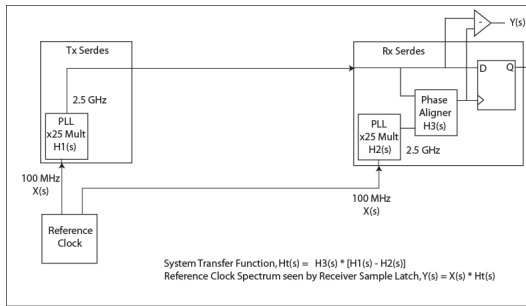 Y(s)
-
Tx Serdes
Rx Serdes
D
Q
2.5 GHz
Phase
Aligner
H3(s)
PLL
x25 Mult
H1(s)
PLL
x25 Mult
H2(s)
2.5 GHz
100 MHz
X(s)
100 MHz
X(s)
Reference
Clock
System Transfer Function, Ht(s) = H3(s) * [H1(s) - H2(s)]
Reference Clock Spectrum seen by Receiver Sample Latch, Y(s) = X(s) * Ht(s)